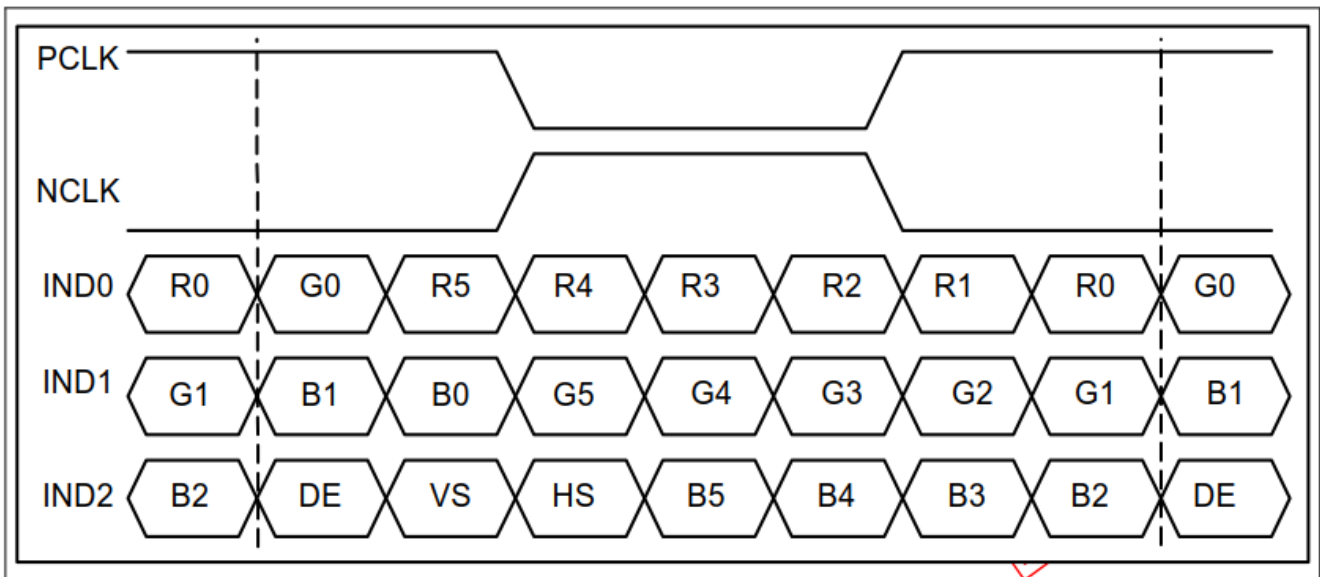 PCLK
NCLK
IND0 R0 G0 R5 R4 R3 R2 R1 R0 G0
IND1 G1 B1 B0 G5 G4 G3 G2 G1 B1
IND2 B2 DE VS HS B5 B4 B3 B2 DE